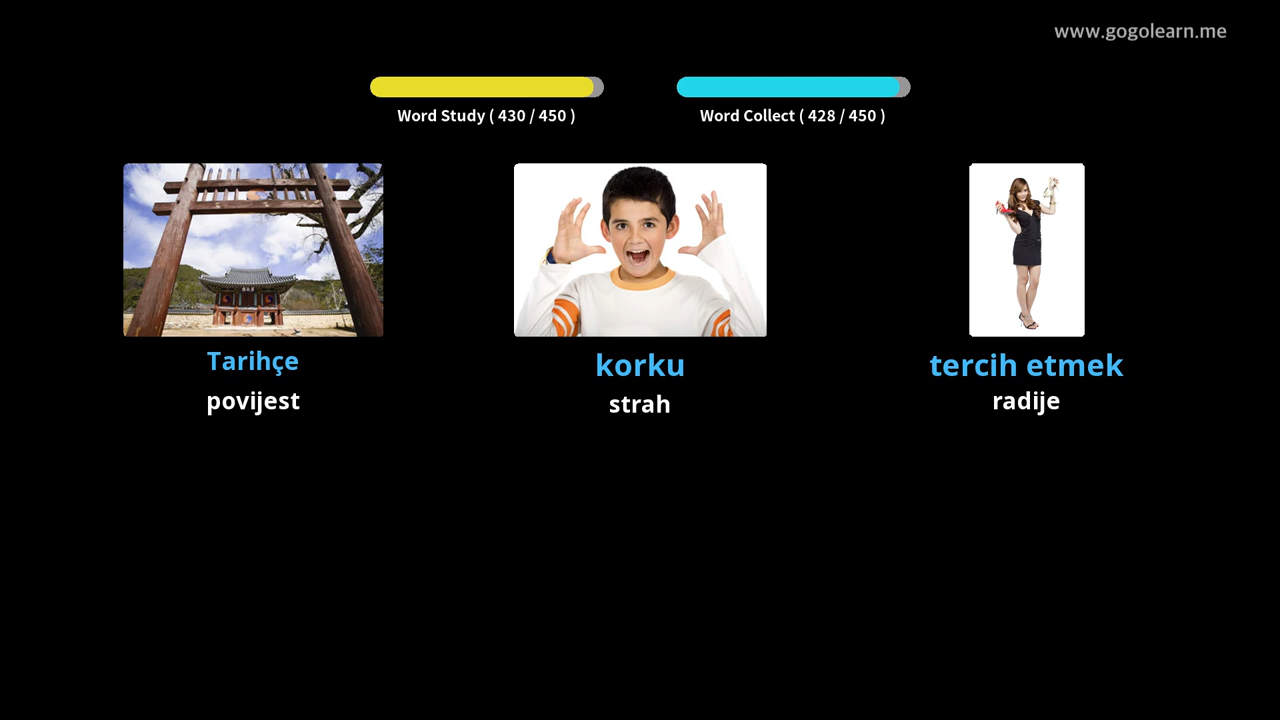 www.gogolearn.me
Word Study ( 430 / 450 )
Word Collect ( 428 / 450 )
Tarihçe
povijest
korku
strah
tercih etmek
radije